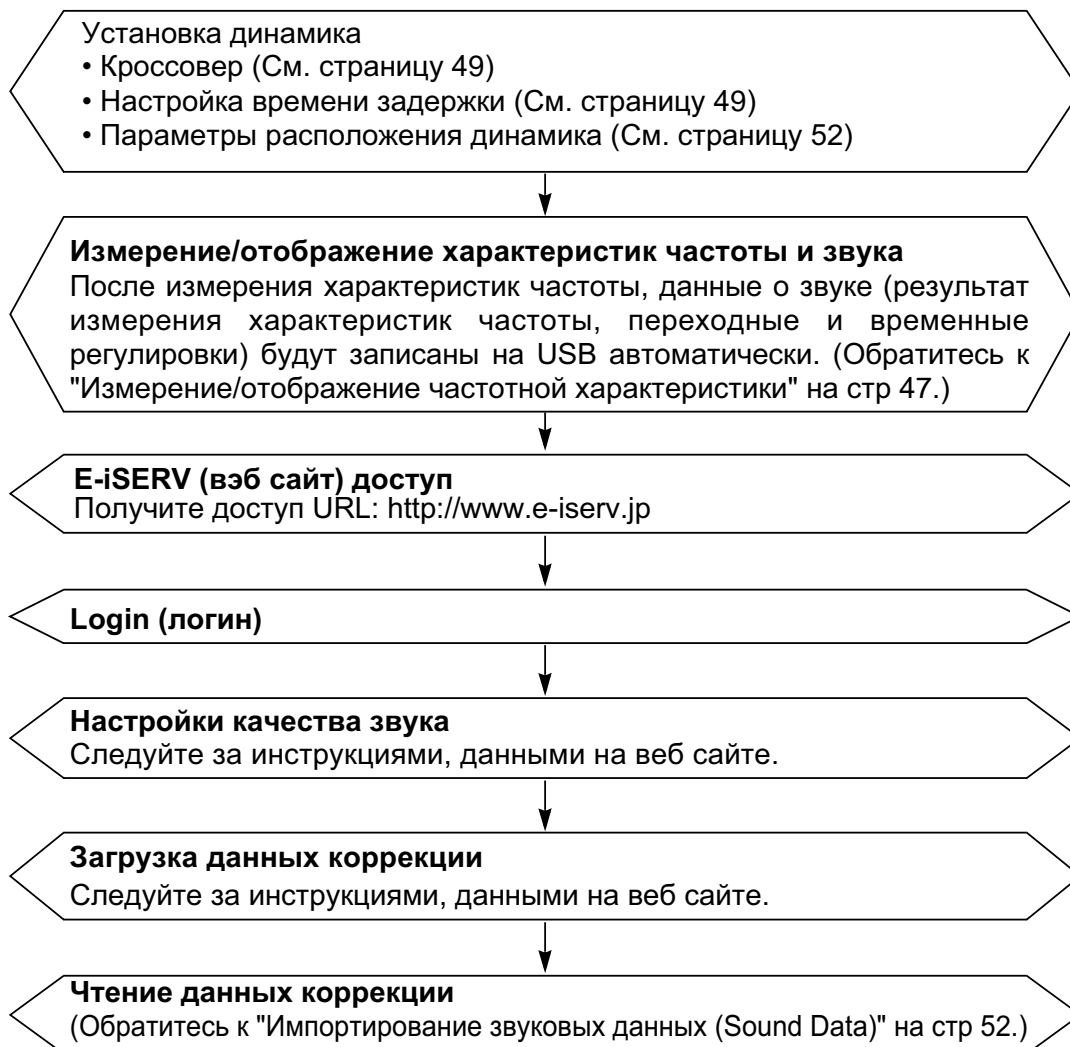 Установка динамика
• Кроссовер (См. страницу 49)
• Настройка времени задержки (См. страницу 49)
• Параметры расположения динамика (См. страницу 52)
Измерение/отображение характеристик частоты и звука
После измерения характеристик частоты, данные о звуке (результат
измерения характеристик частоты, переходные и временные
регулировки) будут записаны на USB автоматически. (Обратитесь к
"Измерение/отображение частотной характеристики" на стр 47.)
E-iSERV (вэб сайт) доступ
Получите доступ URL: http://www.e-iserv.jp
Login (логин)
Настройки качества звука
Следуйте за инструкциями, данными на веб сайте.
Загрузка данных коррекции
Следуйте за инструкциями, данными на веб сайте.
Чтение данных коррекции
(Обратитесь к "Импортирование звуковых данных (Sound Data)" на стр 52.)